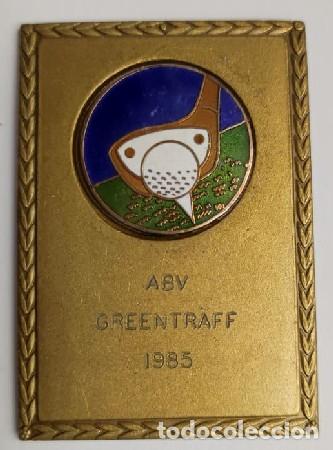 ABV
GREENTRÄFF
1985
todocoleccion